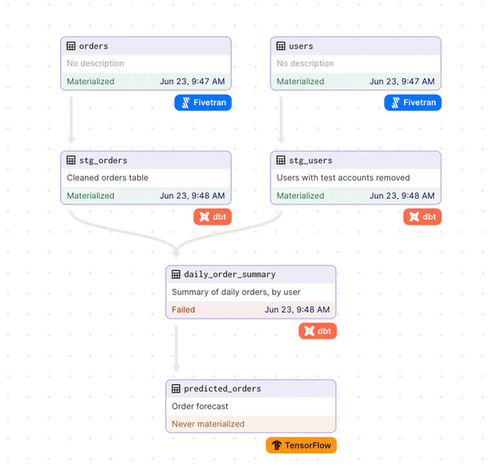 orders
No description
Materialized Jun 23, 9:47 AM
Fivetran
users
No description
Materialized Jun 23, 9:47 AM
Fivetran
stg_orders
Cleaned orders table
Materialized Jun 23, 9:48 AM
dbt
stg_users
Users with test accounts removed
Materialized Jun 23, 9:48 AM
dbt
daily_order_summary
Summary of daily orders, by user
Failed Jun 23, 9:48 AM
dbt
predicted_orders
Order forecast
Never materialized
TensorFlow